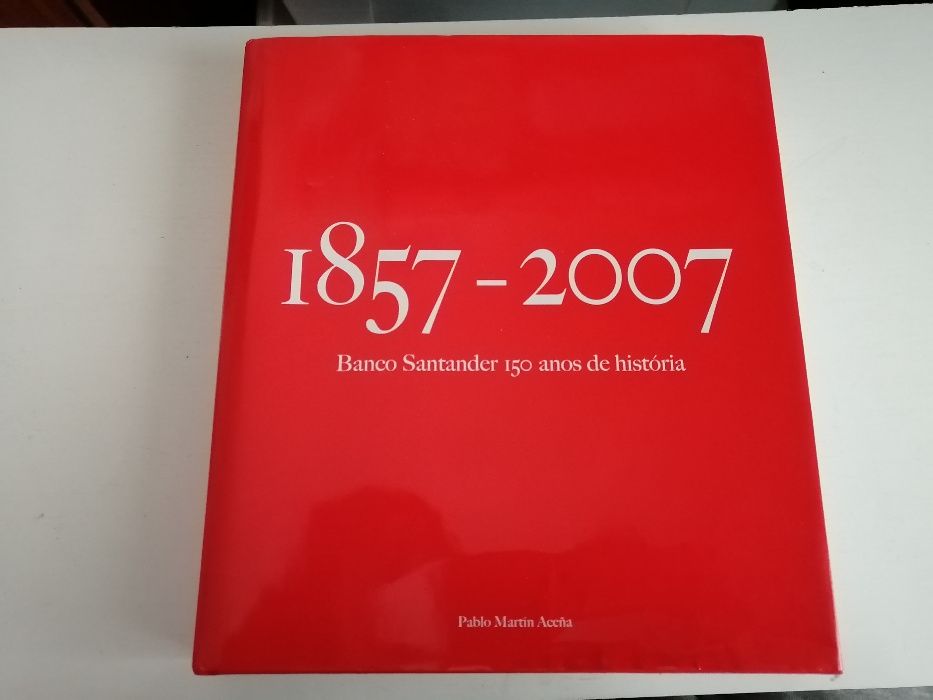 1857-2007
Banco Santander 150 anos de história
Pablo Martín Aceña